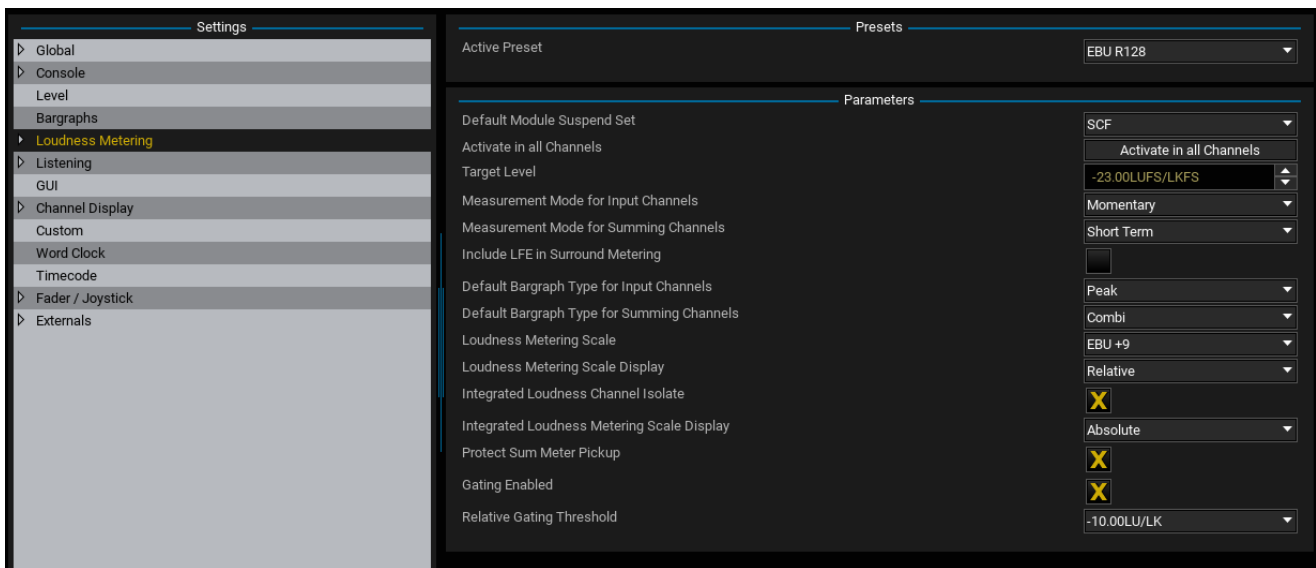 Settings
Global
Console
Level
Bargraphs
Loudness Metering
Listening
GUI
Channel Display
Custom
Word Clock
Timecode
Fader / Joystick
Externals
Presets
Active Preset EBU R128
Parameters
Default Module Suspend Set SCF
Activate in all Channels Activate in all Channels
Target Level -23.00LUFS/LKFS
Measurement Mode for Input Channels Momentary
Measurement Mode for Summing Channels Short Term
Include LFE in Surround Metering
Default Bargraph Type for Input Channels Peak
Default Bargraph Type for Summing Channels Combi
Loudness Metering Scale EBU +9
Loudness Metering Scale Display Relative
Integrated Loudness Channel Isolate X
Integrated Loudness Metering Scale Display Absolute
Protect Sum Meter Pickup X
Gating Enabled X
Relative Gating Threshold -10.00LU/LK